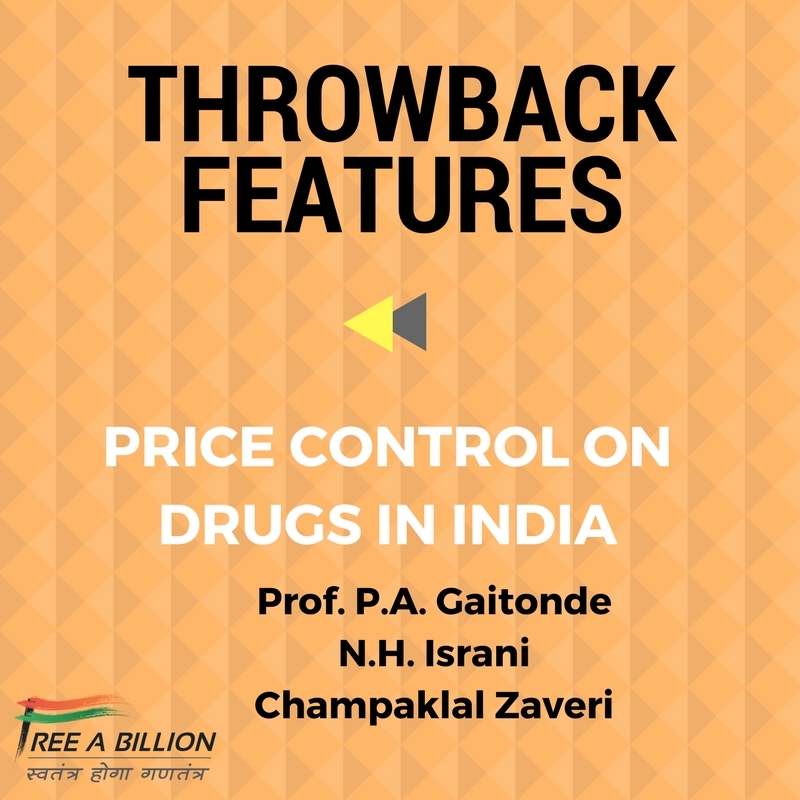 THROWBACK
FEATURES
PRICE CONTROL ON
DRUGS IN INDIA
Prof. P.A. Gaitonde
N.H. Israni
Champaklal Zaveri
FREE A BILLION
स्वतंत्र होगा गणतंत्र